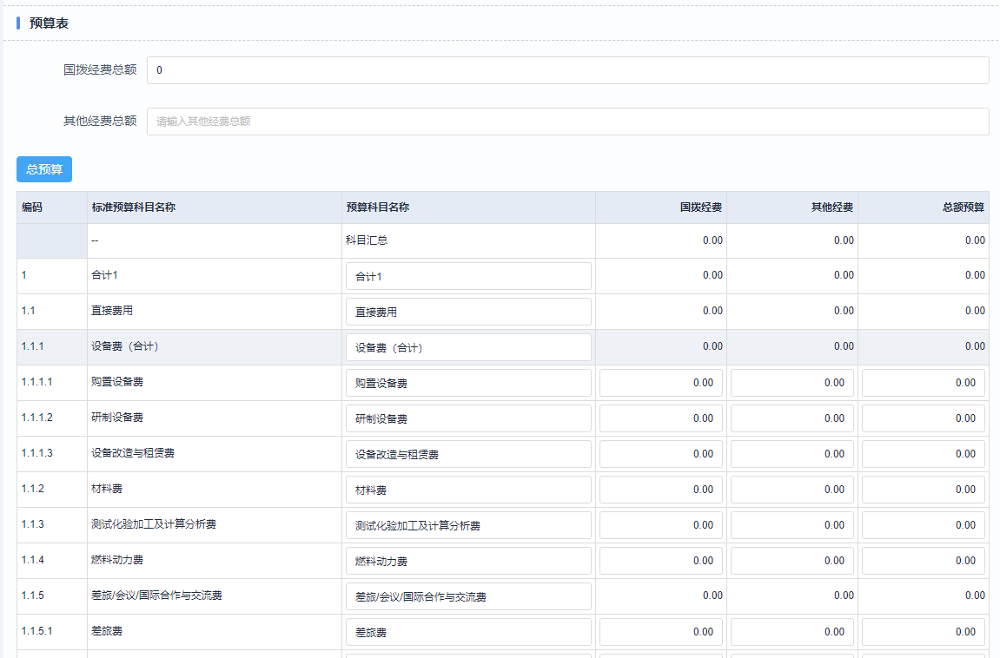 预算表
国拨经费总额 0
其他经费总额 请输入其他经费总额
总预算
编码 标准预算科目名称 预算科目名称 国拨经费 其他经费 总额预算
-- 科目汇总 0.00 0.00 0.00
1 合计1 合计1 0.00 0.00 0.00
1.1 直接费用 直接费用 0.00 0.00 0.00
1.1.1 设备费（合计） 设备费（合计） 0.00 0.00 0.00
1.1.1.1 购置设备费 购置设备费 0.00 0.00 0.00
1.1.1.2 研制设备费 研制设备费 0.00 0.00 0.00
1.1.1.3 设备改造与租赁费 设备改造与租赁费 0.00 0.00 0.00
1.1.2 材料费 材料费 0.00 0.00 0.00
1.1.3 测试化验加工及计算分析费 测试化验加工及计算分析费 0.00 0.00 0.00
1.1.4 燃料动力费 燃料动力费 0.00 0.00 0.00
1.1.5 差旅/会议/国际合作与交流费 差旅/会议/国际合作与交流费 0.00 0.00 0.00
1.1.5.1 差旅费 差旅费 0.00 0.00 0.00